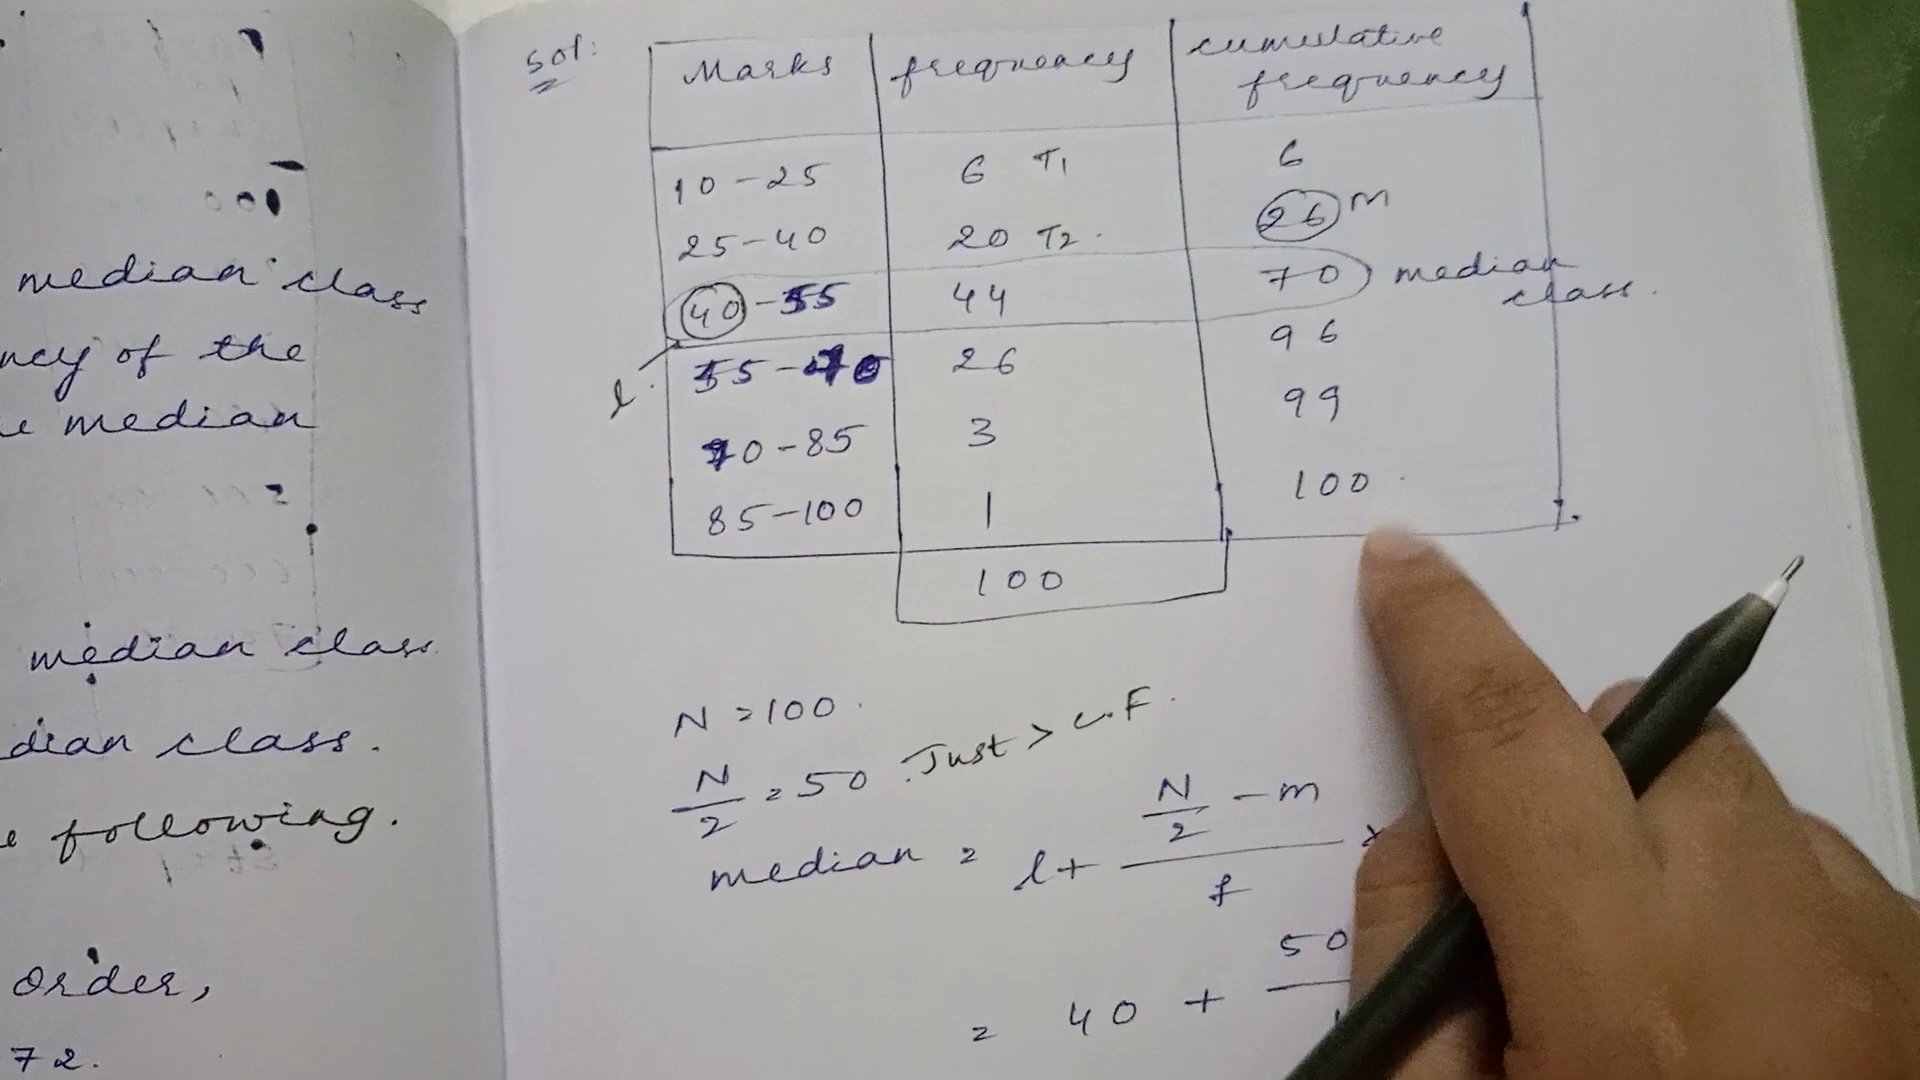 median class
ncy of the
e median
median class
dian class.
e following.
order,
72.
Sol:
Marks frequency cumulative frequency
10-25 6 T1 6
25-40 20 T2. 26 m
40-55 44 70 median class.
l.
55-70 26 96
70-85 3 99
85-100 1 100
100
N = 100.
N/2 = 50 . Just > C.F.
median = l + N/2 - m / f ×
= 40 + 50